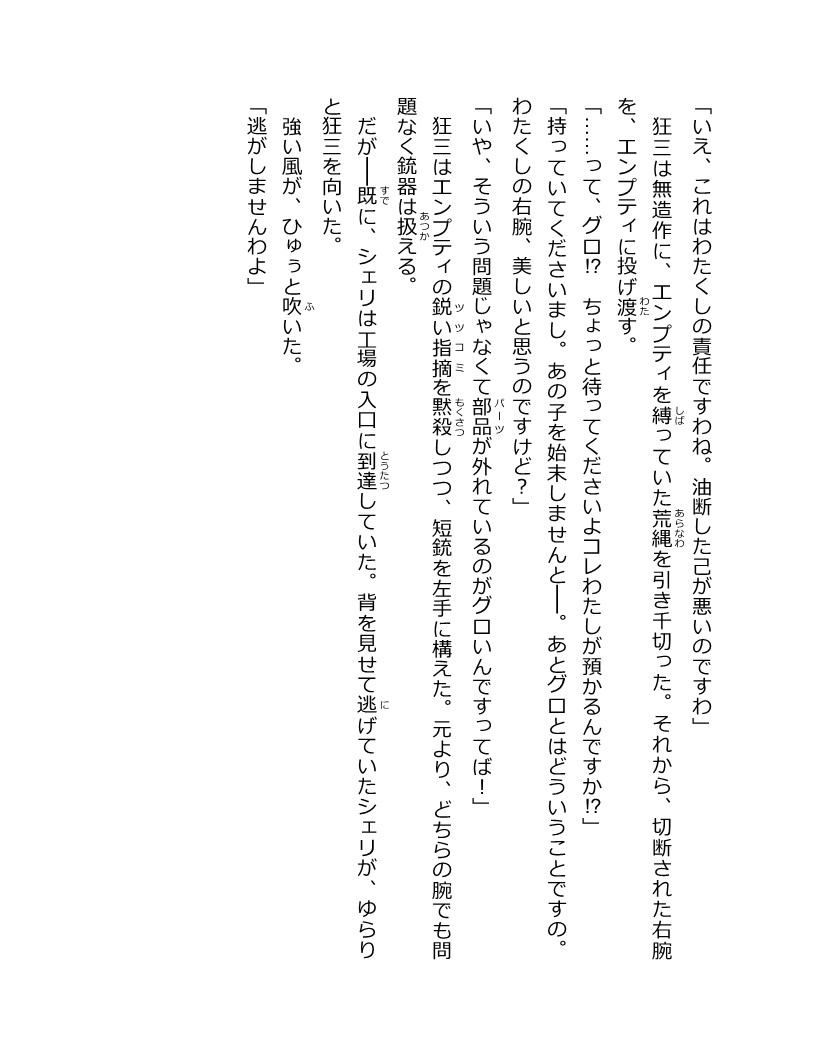 「いえ、これはわたくしの責任ですわね。油断した己が悪いのですわ」
　狂三は無造作に、エンプティを縛っていた荒縄を引き千切った。それから、切断された右腕
を、エンプティに投げ渡す。
「……って、グロ!?　ちょっと待ってくださいよコレわたしが預かるんですか!?」
「持っていてくださいまし。あの子を始末しませんと――。あとグロとはどういうことですの。
わたくしの右腕、美しいと思うのですけど？」
「いや、そういう問題じゃなくて部品が外れているのがグロいんですってば！」
　狂三はエンプティの鋭い指摘を黙殺しつつ、短銃を左手に構えた。元より、どちらの腕でも問
題なく銃器は扱える。
　だが――既に、シェリは工場の入口に到達していた。背を見せて逃げていたシェリが、ゆらり
と狂三を向いた。
　強い風が、ひゅぅと吹いた。
「逃がしませんわよ」